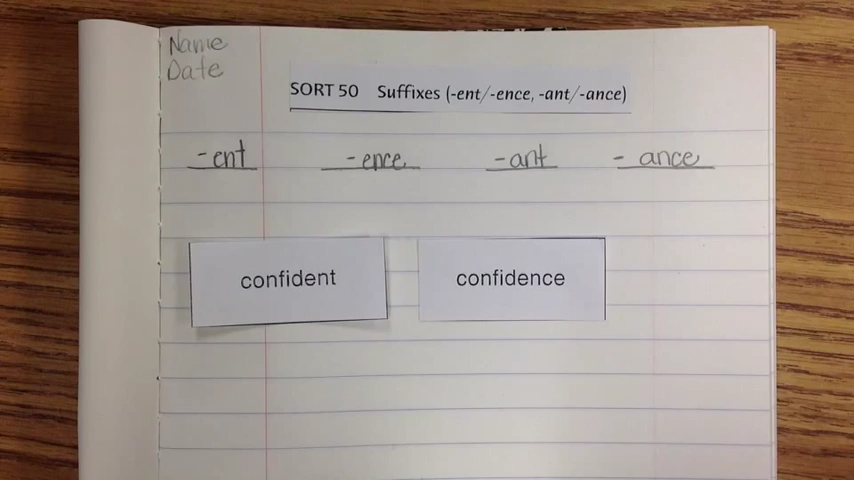 Name
Date
SORT 50 Suffixes (-ent/-ence, -ant/-ance)
-ent -ence -ant -ance
confident confidence